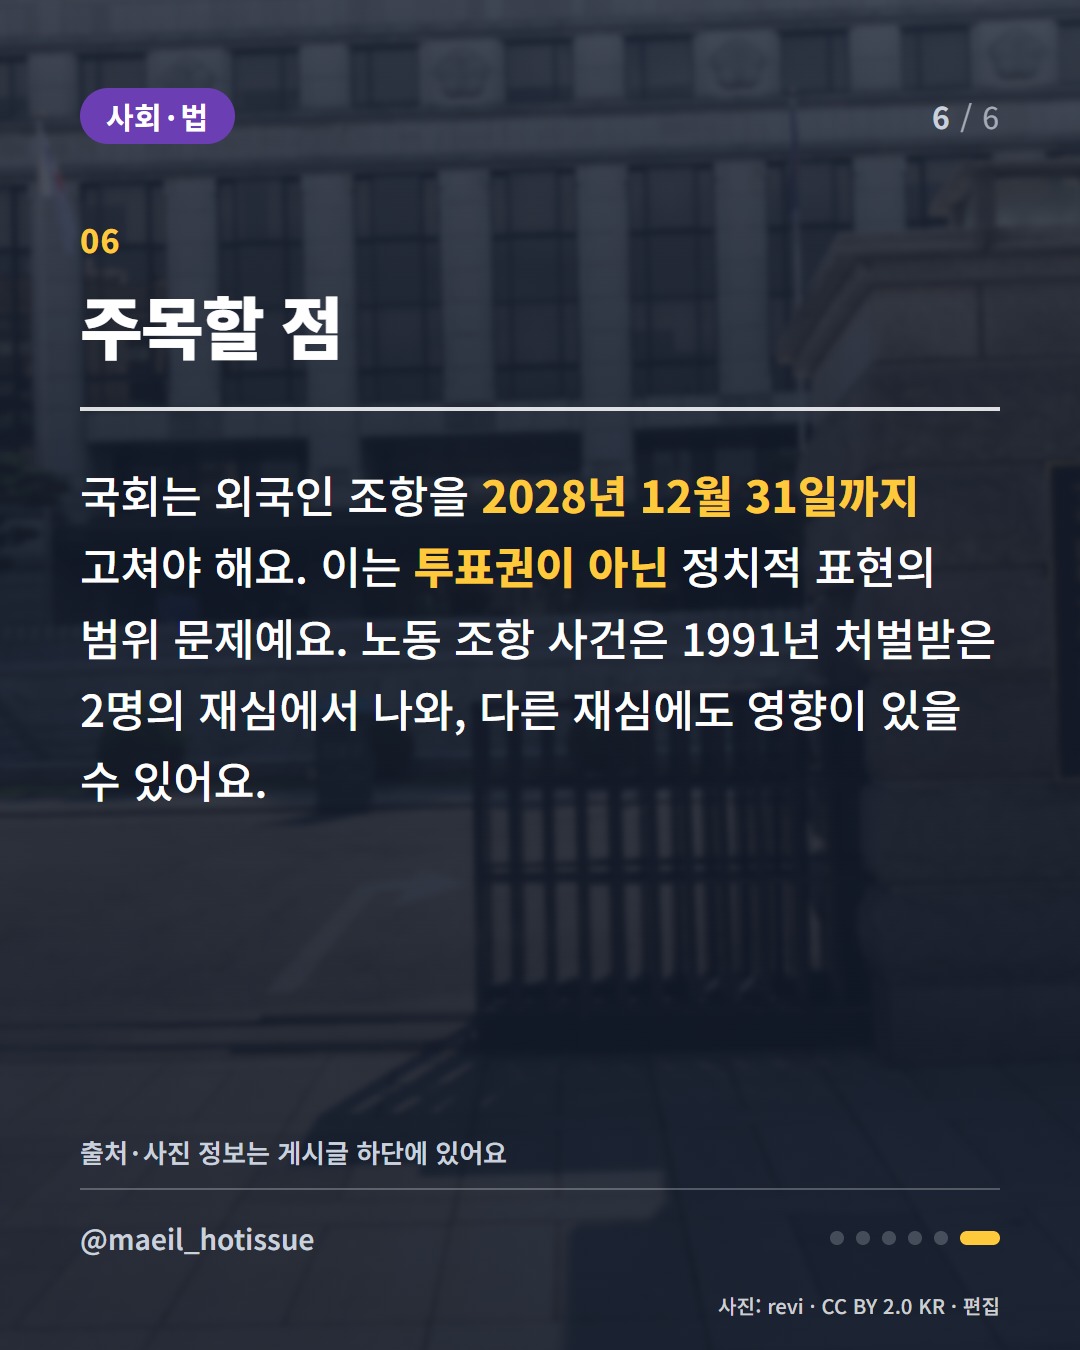 사회·법
6 / 6
06
주목할 점
국회는 외국인 조항을 2028년 12월 31일까지
고쳐야 해요. 이는 투표권이 아닌 정치적 표현의
범위 문제예요. 노동 조항 사건은 1991년 처벌받은
2명의 재심에서 나와, 다른 재심에도 영향이 있을
수 있어요.
출처·사진 정보는 게시글 하단에 있어요
@maeil_hotissue
사진: revi · CC BY 2.0 KR · 편집